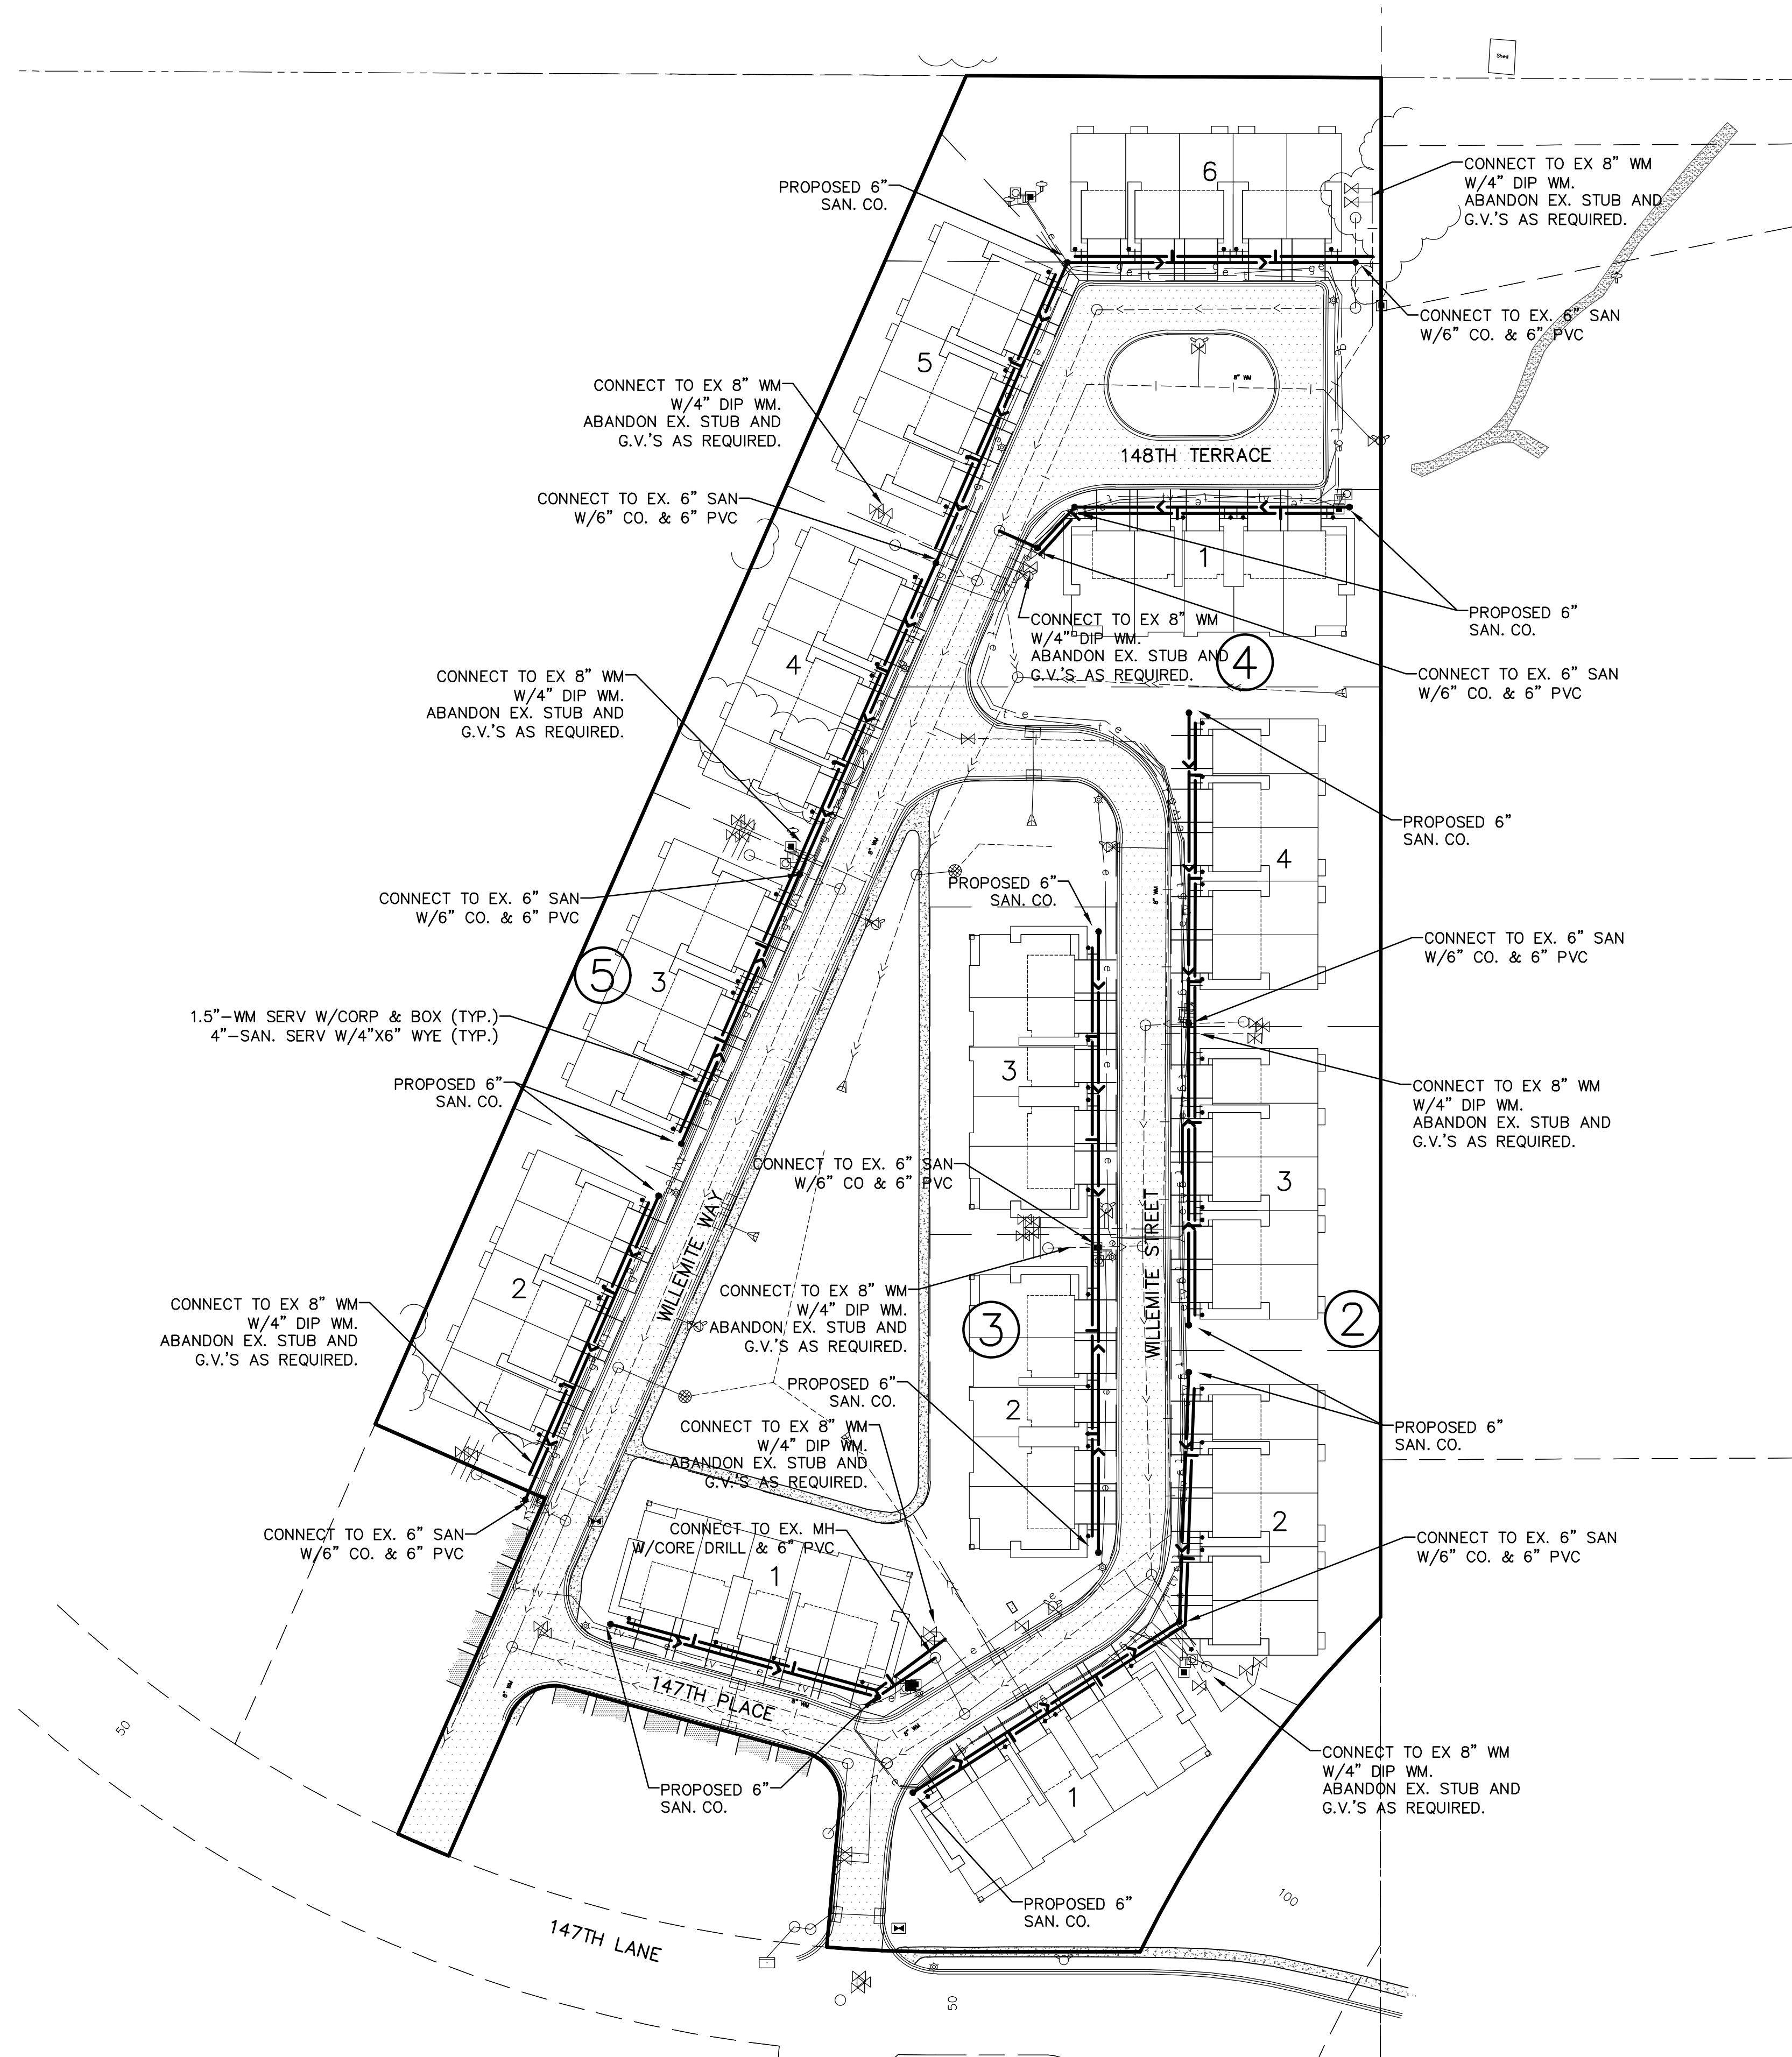 Shed
6
CONNECT TO EX 8" WM
W/4" DIP WM.
ABANDON EX. STUB AND
G.V.'S AS REQUIRED.
PROPOSED 6"
SAN. CO.
CONNECT TO EX. 6" SAN
W/6" CO. & 6" PVC
5
8" WM
CONNECT TO EX 8" WM
W/4" DIP WM.
ABANDON EX. STUB AND
G.V.'S AS REQUIRED.
148TH TERRACE
CONNECT TO EX. 6" SAN
W/6" CO. & 6" PVC
1
PROPOSED 6"
SAN. CO.
CONNECT TO EX 8" WM
W/4" DIP WM.
ABANDON EX. STUB AND
G.V.'S AS REQUIRED.
4
4
CONNECT TO EX. 6" SAN
W/6" CO. & 6" PVC
CONNECT TO EX 8" WM
W/4" DIP WM.
ABANDON EX. STUB AND
G.V.'S AS REQUIRED.
PROPOSED 6"
SAN. CO.
8" WM
4
PROPOSED 6"
SAN. CO.
8" WM
CONNECT TO EX. 6" SAN
W/6" CO. & 6" PVC
CONNECT TO EX. 6" SAN
W/6" CO. & 6" PVC
5
3
1.5"-WM SERV W/CORP & BOX (TYP.)
4"-SAN. SERV W/4"X6" WYE (TYP.)
3
CONNECT TO EX 8" WM
W/4" DIP WM.
ABANDON EX. STUB AND
G.V.'S AS REQUIRED.
PROPOSED 6"
SAN. CO.
CONNECT TO EX. 6" SAN
W/6" CO & 6" PVC
3
WILLEMITE WAY
WILLEMITE STREET
2
CONNECT TO EX 8" WM
W/4" DIP WM.
ABANDON EX. STUB AND
G.V.'S AS REQUIRED.
3
2
CONNECT TO EX 8" WM
W/4" DIP WM.
ABANDON EX. STUB AND
G.V.'S AS REQUIRED.
PROPOSED 6"
SAN. CO.
2
CONNECT TO EX 8" WM
W/4" DIP WM.
ABANDON EX. STUB AND
G.V.'S AS REQUIRED.
PROPOSED 6"
SAN. CO.
CONNECT TO EX. 6" SAN
W/6" CO. & 6" PVC
CONNECT TO EX. MH
W/CORE DRILL & 6" PVC
2
CONNECT TO EX. 6" SAN
W/6" CO. & 6" PVC
1
147TH PLACE
8" WM
8" WM
8" WM
50
PROPOSED 6"
SAN. CO.
1
CONNECT TO EX 8" WM
W/4" DIP WM.
ABANDON EX. STUB AND
G.V.'S AS REQUIRED.
PROPOSED 6"
SAN. CO.
100
147TH LANE
50